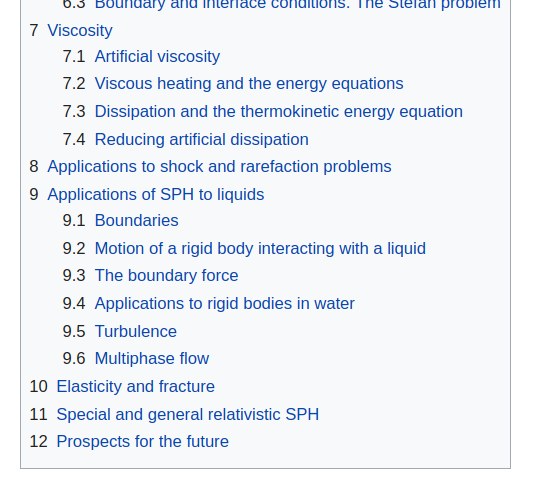 6.3 Boundary and interface conditions. The Stefan problem
7 Viscosity
7.1 Artificial viscosity
7.2 Viscous heating and the energy equations
7.3 Dissipation and the thermokinetic energy equation
7.4 Reducing artificial dissipation
8 Applications to shock and rarefaction problems
9 Applications of SPH to liquids
9.1 Boundaries
9.2 Motion of a rigid body interacting with a liquid
9.3 The boundary force
9.4 Applications to rigid bodies in water
9.5 Turbulence
9.6 Multiphase flow
10 Elasticity and fracture
11 Special and general relativistic SPH
12 Prospects for the future